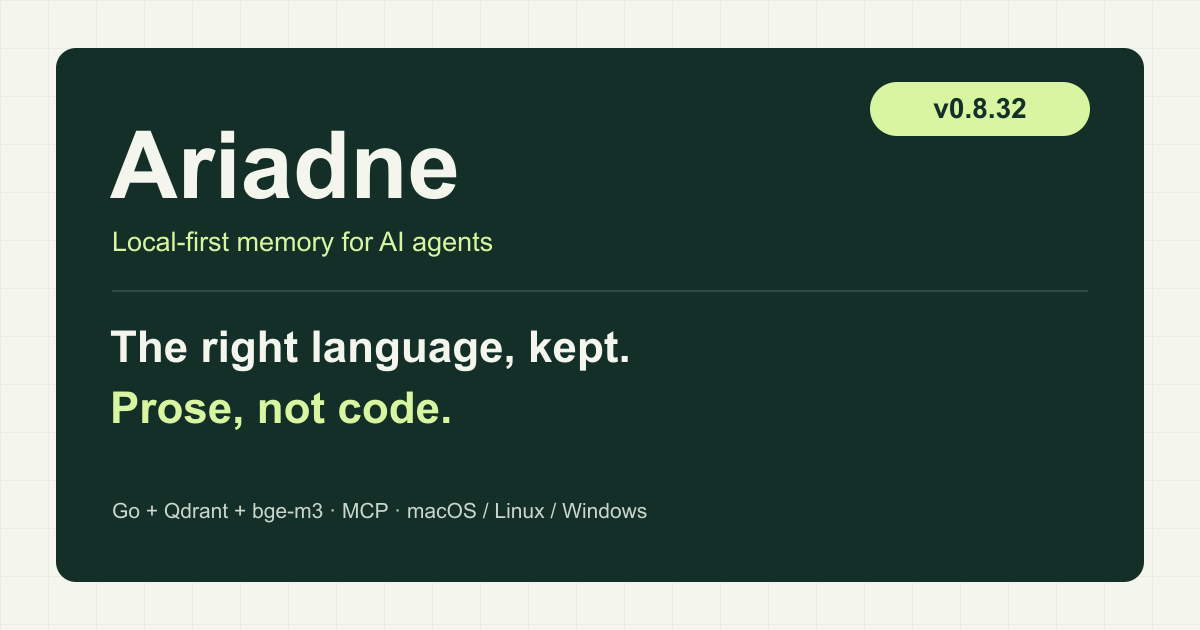 v0.8.32
Ariadne
Local-first memory for AI agents
The right language, kept.
Prose, not code.
Go + Qdrant + bge-m3 · MCP · macOS / Linux / Windows